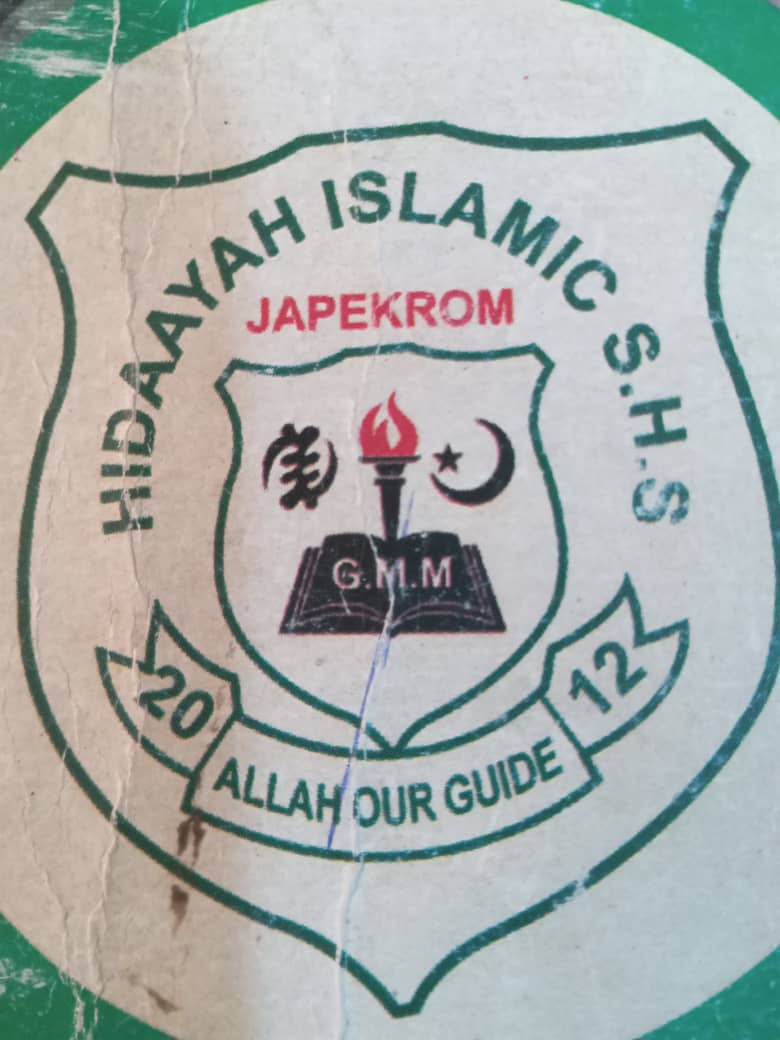 HIDAAYAH ISLAMIC S.H.S
JAPEKROM
G.M.M
20 12
ALLAH OUR GUIDE